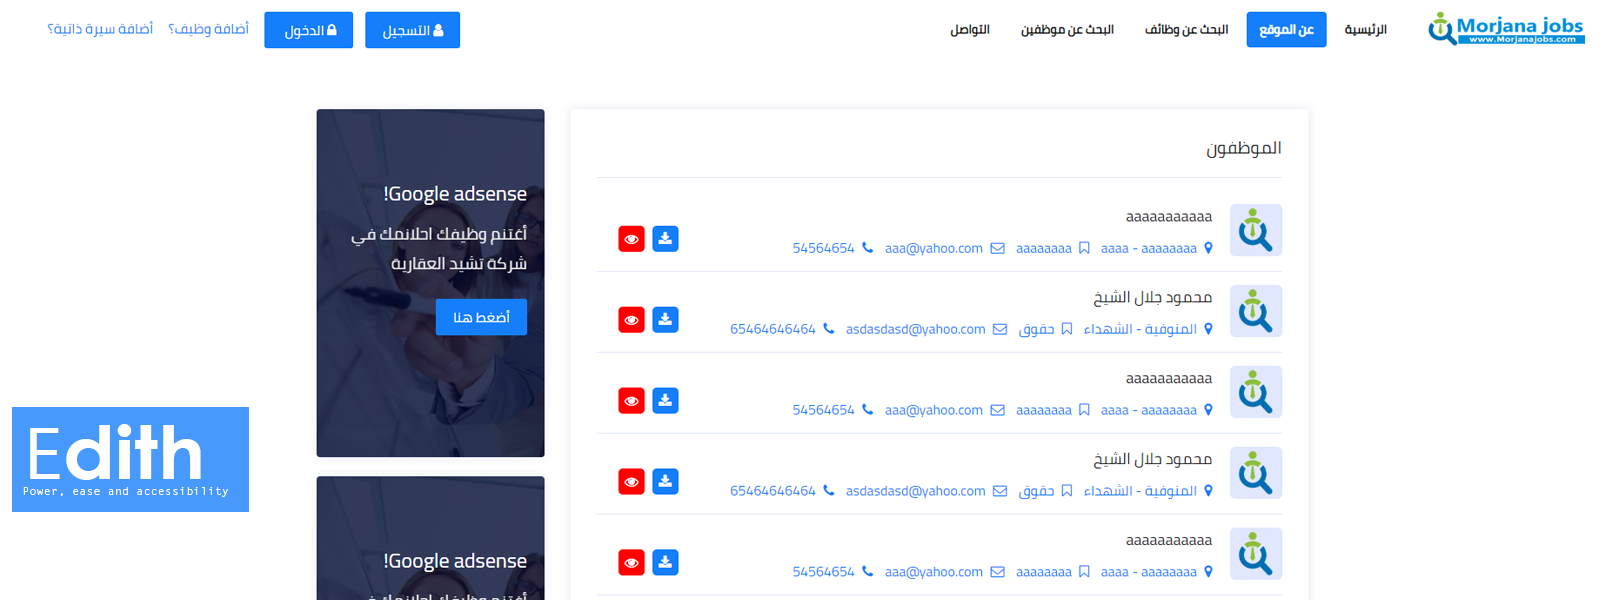 Morjana jobs
www.Morjanajobs.com
الرئيسية
عن الموقع
البحث عن وظائف
البحث عن موظفين
التواصل
التسجيل
الدخول
أضافة وظيف؟
أضافة سيرة ذاتية؟
الموظفون
aaaaaaaaaaa
aaaa - aaaaaaaa aaaaaaaa aaa@yahoo.com 54564654
محمود جلال الشيخ
المنوفية - الشهداء حقوق asdasdasd@yahoo.com 65464646464
aaaaaaaaaaa
aaaa - aaaaaaaa aaaaaaaa aaa@yahoo.com 54564654
محمود جلال الشيخ
المنوفية - الشهداء حقوق asdasdasd@yahoo.com 65464646464
aaaaaaaaaaa
aaaa - aaaaaaaa aaaaaaaa aaa@yahoo.com 54564654
Google adsense!
أغتنم وظيفك احلانمك في
شركة تشيد العقارية
أضغط هنا
Google adsense!
أغتنم وظيفك احلانمك في
Edith
Power, ease and accessibility